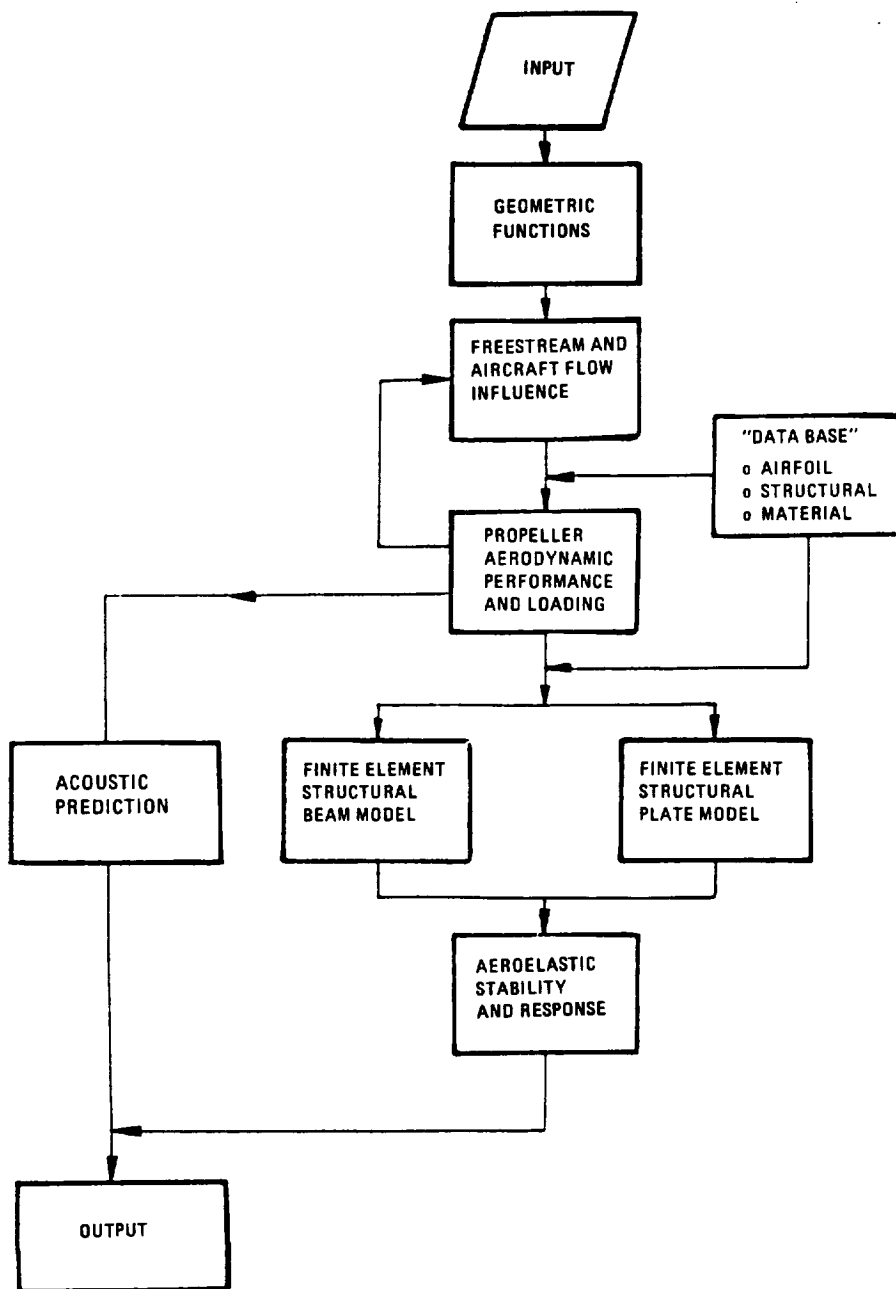 INPUT
GEOMETRIC
FUNCTIONS
FREESTREAM AND
AIRCRAFT FLOW
INFLUENCE
"DATA BASE"
o AIRFOIL
o STRUCTURAL
o MATERIAL
PROPELLER
AERODYNAMIC
PERFORMANCE
AND LOADING
ACOUSTIC
PREDICTION
FINITE ELEMENT
STRUCTURAL
BEAM MODEL
FINITE ELEMENT
STRUCTURAL
PLATE MODEL
AEROELASTIC
STABILITY
AND RESPONSE
OUTPUT